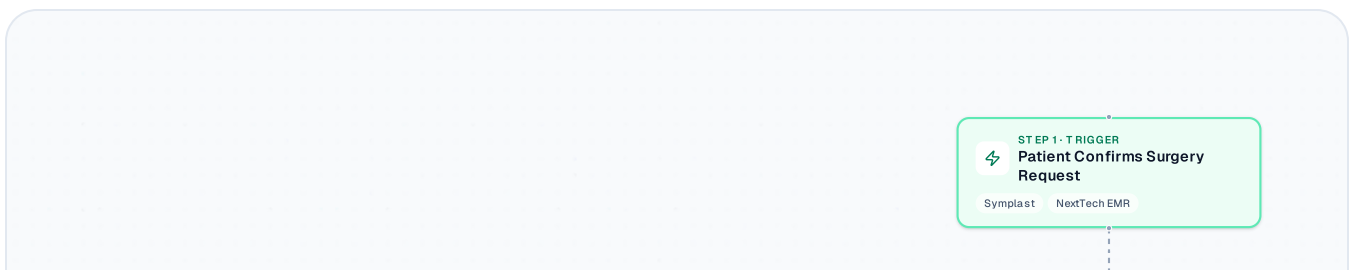 STEP 1 · TRIGGER
Patient Confirms Surgery
Request
Symplast NextTech EMR